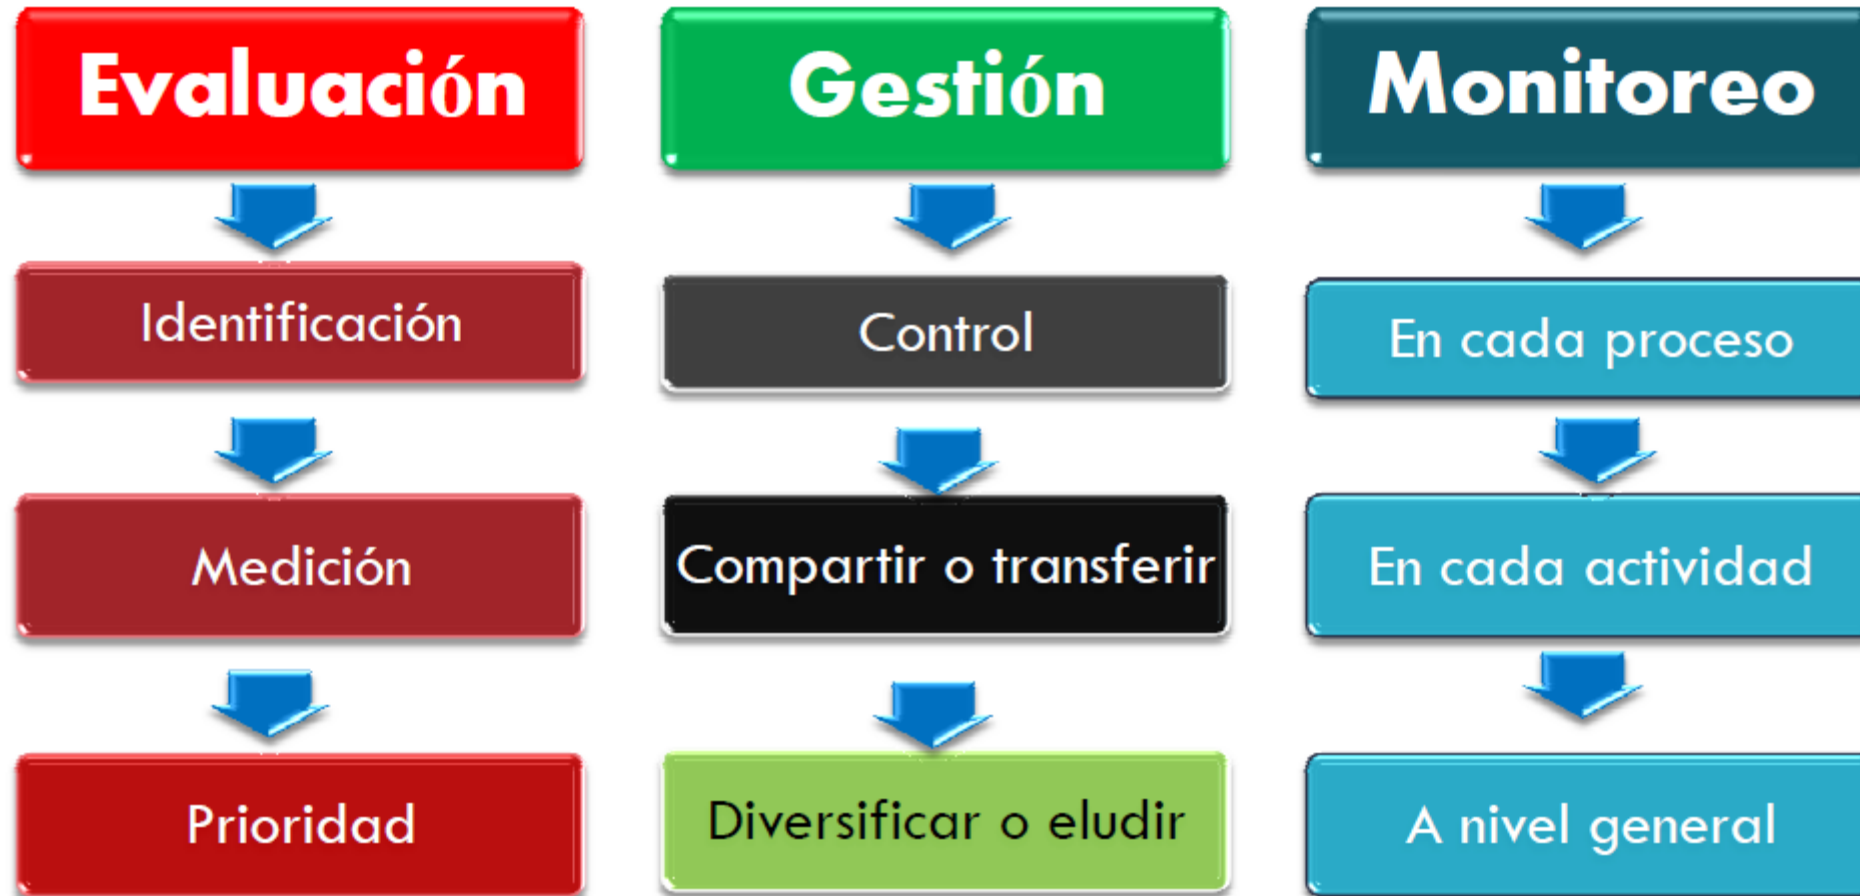 Evaluación
Identificación
Medición
Prioridad
Gestión
Control
Compartir o transferir
Diversificar o eludir
Monitoreo
En cada proceso
En cada actividad
A nivel general